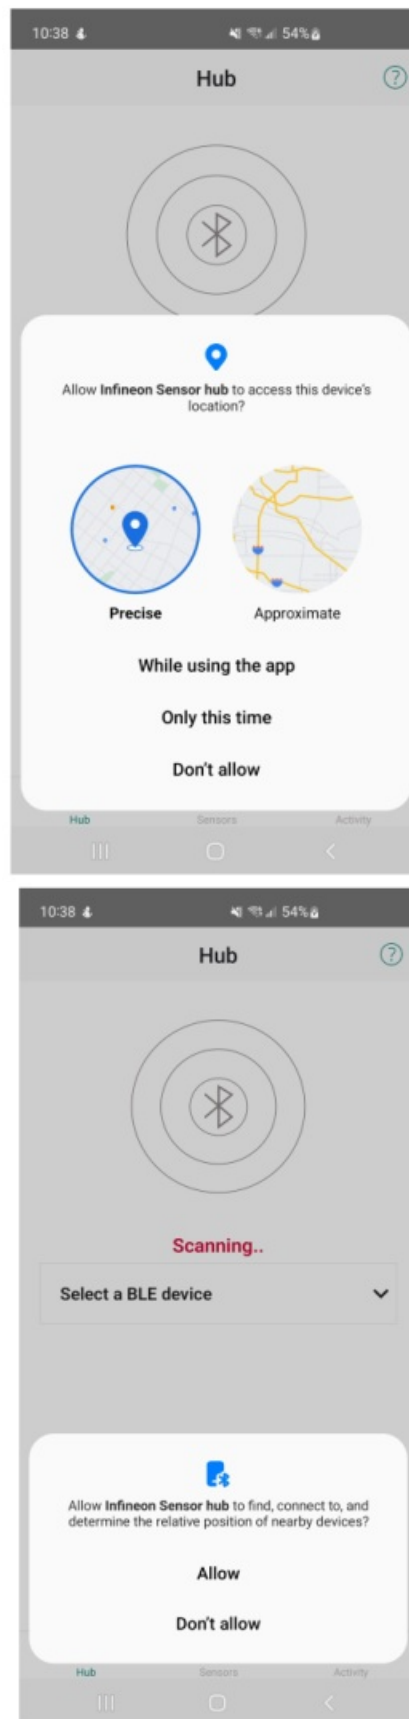 10:38 54%
Hub ?
Allow Infineon Sensor hub to access this device's
location?
Precise Approximate
While using the app
Only this time
Don't allow
Hub Sensors Activity
10:38 54%
Hub ?
Scanning..
Select a BLE device
Allow Infineon Sensor hub to find, connect to, and
determine the relative position of nearby devices?
Allow
Don't allow
Hub Sensors Activity